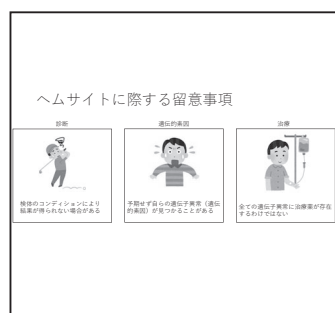 ヘムサイトに際する留意事項
診断
遺伝的素因
治療
検体のコンディションにより
結果が得られない場合がある
予期せず自らの遺伝子異常（遺伝
的素因）が見つかることがある
全ての遺伝子異常に治療薬が存在
するわけではない